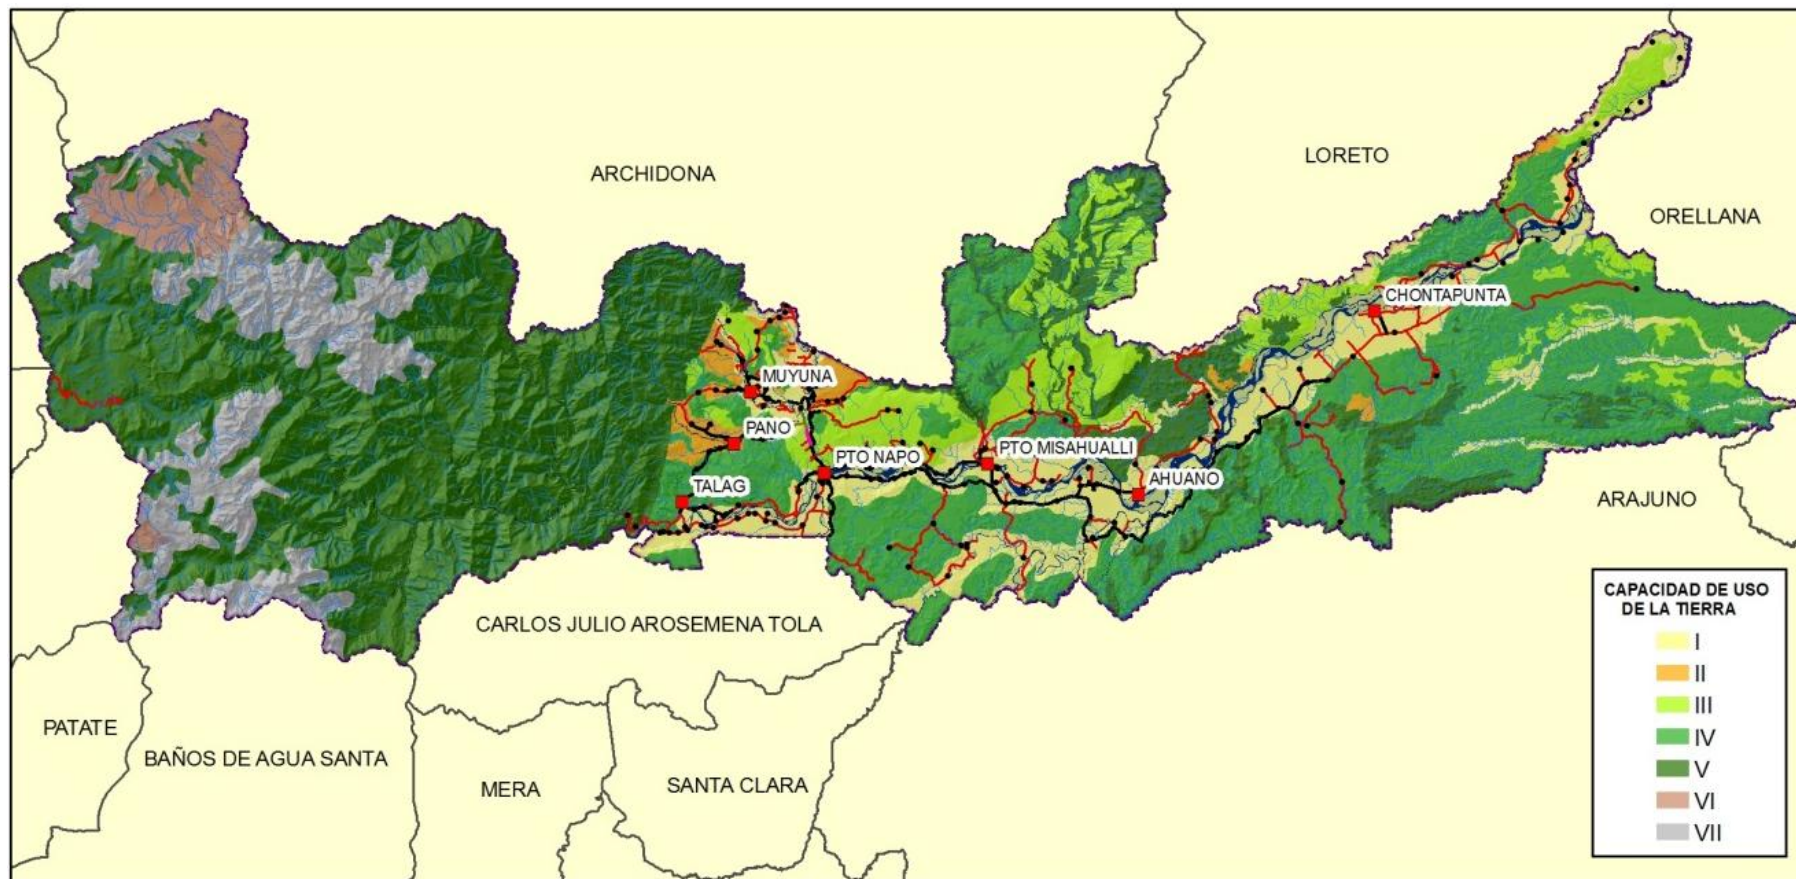 ARCHIDONA
LORETO
ORELLANA
CHONTAPUNTA
MUYUNA
PANO
PTO NAPO
PTO MISAHUALLI
TALAG
AHUANO
ARAJUNO
CARLOS JULIO AROSEMENA TOLA
PATATE
BAÑOS DE AGUA SANTA
MERA
SANTA CLARA
CAPACIDAD DE USO
DE LA TIERRA
I
II
III
IV
V
VI
VII